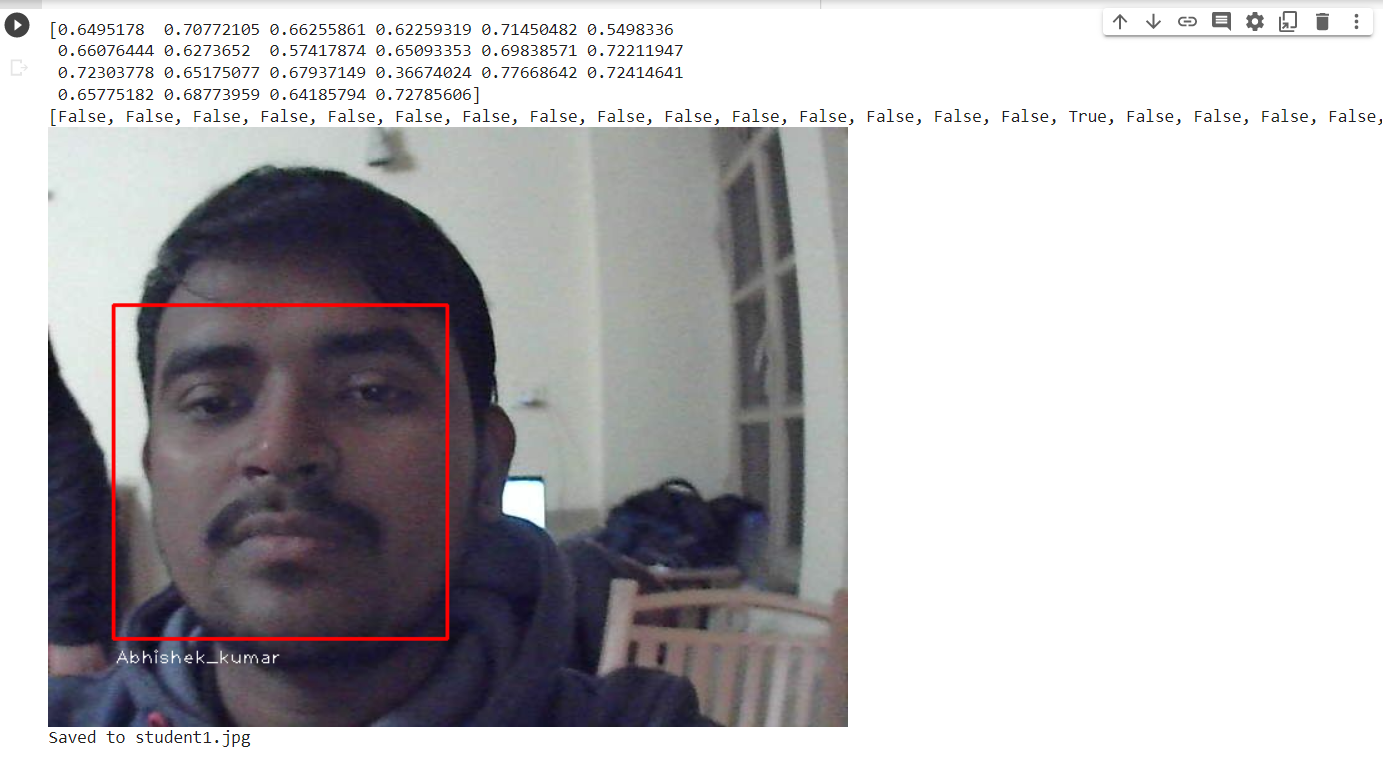 [0.6495178  0.70772105 0.66255861 0.62259319 0.71450482 0.5498336
 0.66076444 0.6273652  0.57417874 0.65093353 0.69838571 0.72211947
 0.72303778 0.65175077 0.67937149 0.36674024 0.77668642 0.72414641
 0.65775182 0.68773959 0.64185794 0.72785606]
[False, False, False, False, False, False, False, False, False, False, False, False, False, False, False, True, False, False, False, False,
Abhishek_kumar
Saved to student1.jpg